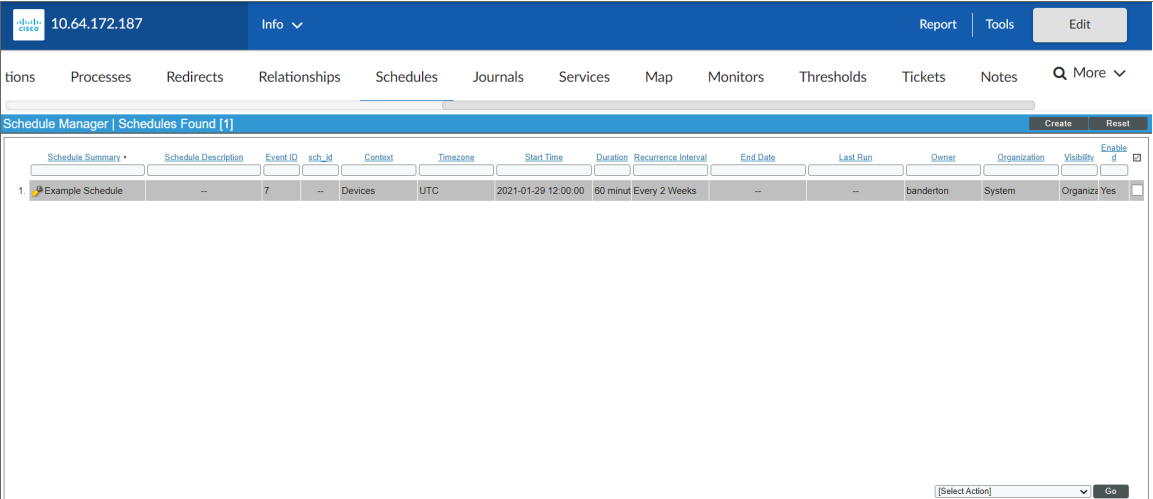 cisco 10.64.172.187 Info Report Tools Edit
tions Processes Redirects Relationships Schedules Journals Services Map Monitors Thresholds Tickets Notes More
Schedule Manager | Schedules Found [1] Create Reset
Schedule Summary Schedule Description Event ID sch_id Context Timezone Start Time Duration Recurrence Interval End Date Last Run Owner Organization Visibility Enable
d
1. Example Schedule -- 7 -- Devices UTC 2021-01-29 12:00:00 60 minut Every 2 Weeks -- -- banderton System Organiza Yes
[Select Action] Go